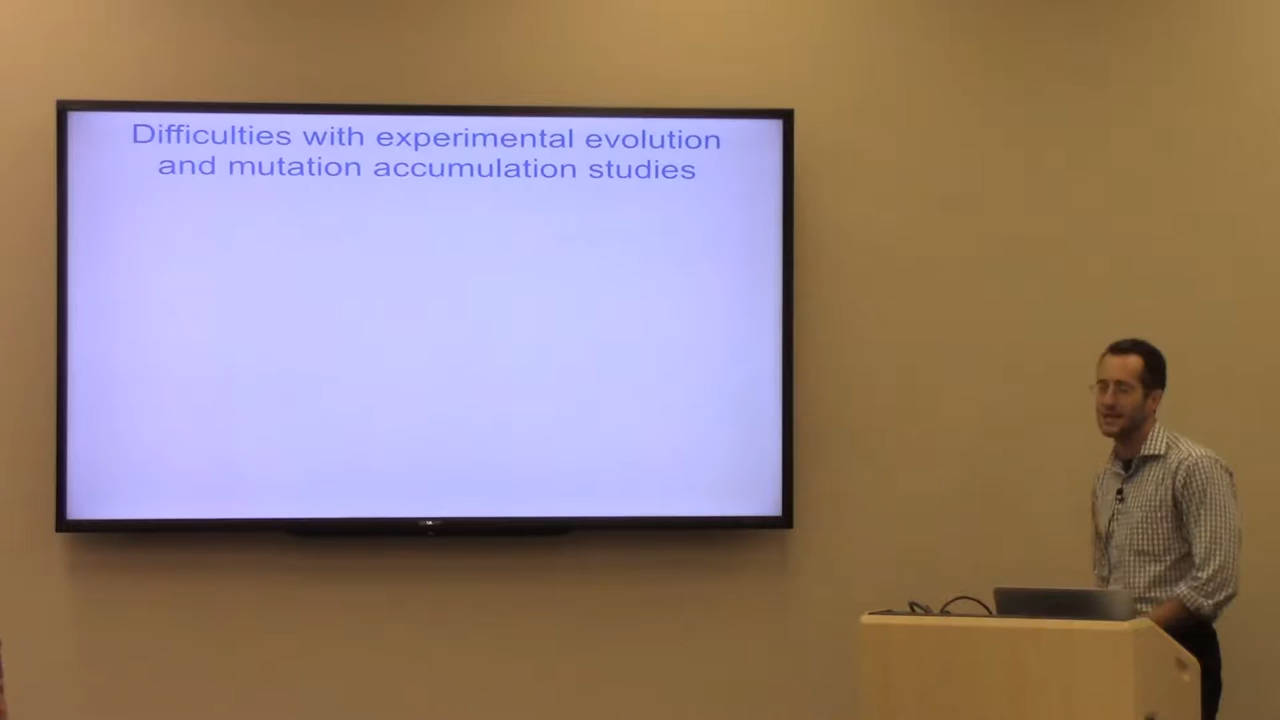 Difficulties with experimental evolution
and mutation accumulation studies